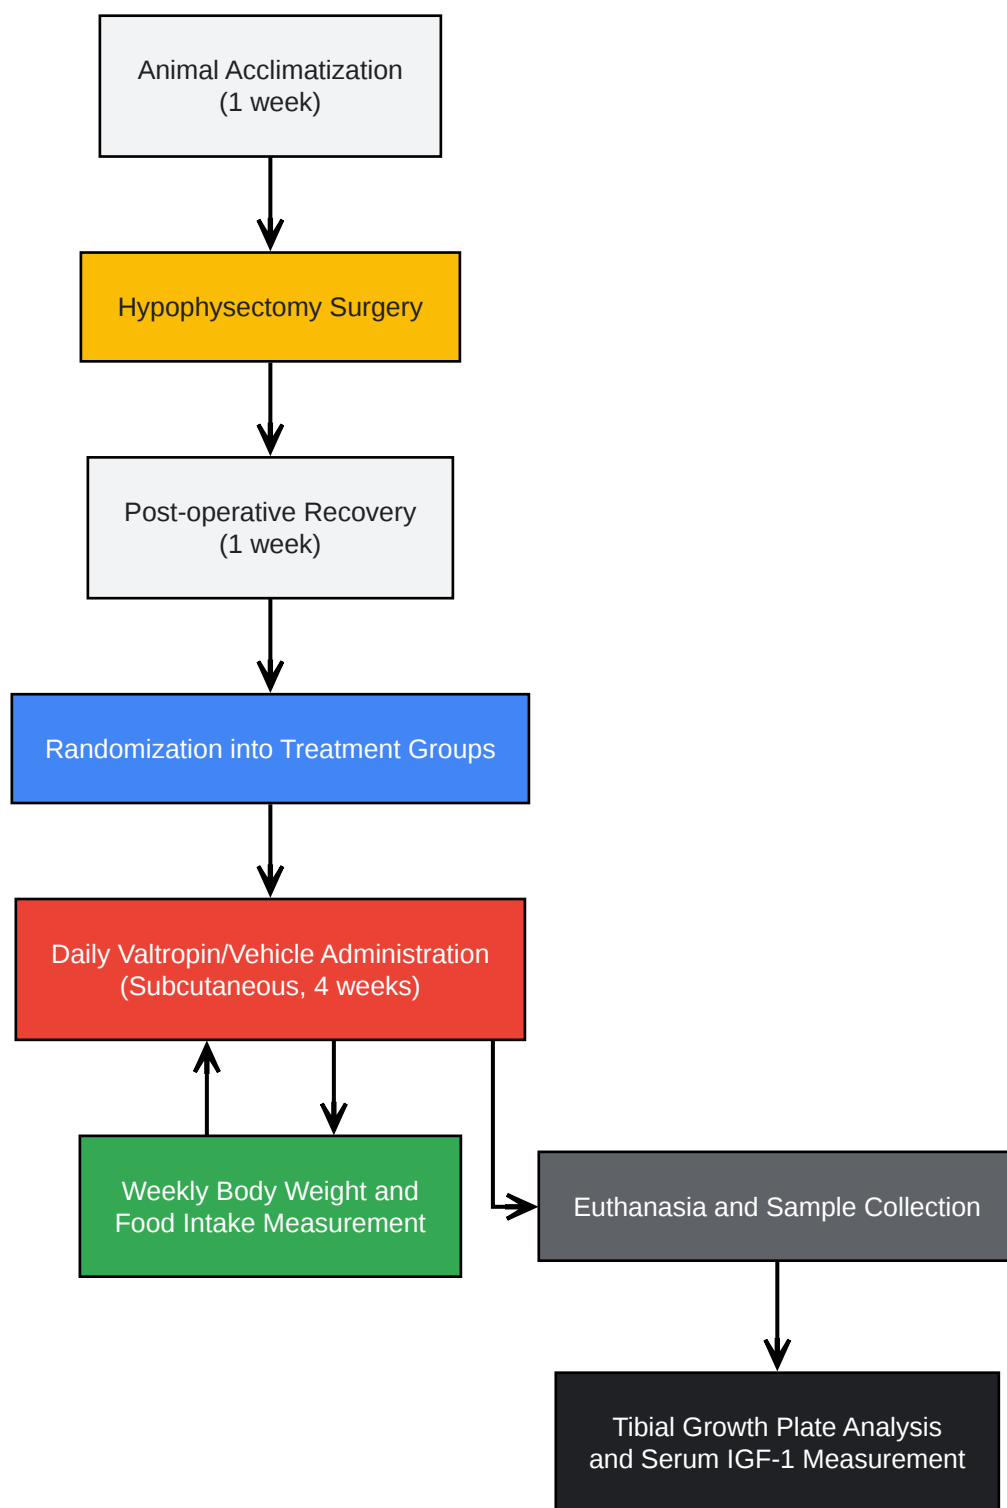 Animal Acclimatization
(1 week)
Hypophysectomy Surgery
Post-operative Recovery
(1 week)
Randomization into Treatment Groups
Daily Valtropin/Vehicle Administration
(Subcutaneous, 4 weeks)
Weekly Body Weight and
Food Intake Measurement
Euthanasia and Sample Collection
Tibial Growth Plate Analysis
and Serum IGF-1 Measurement